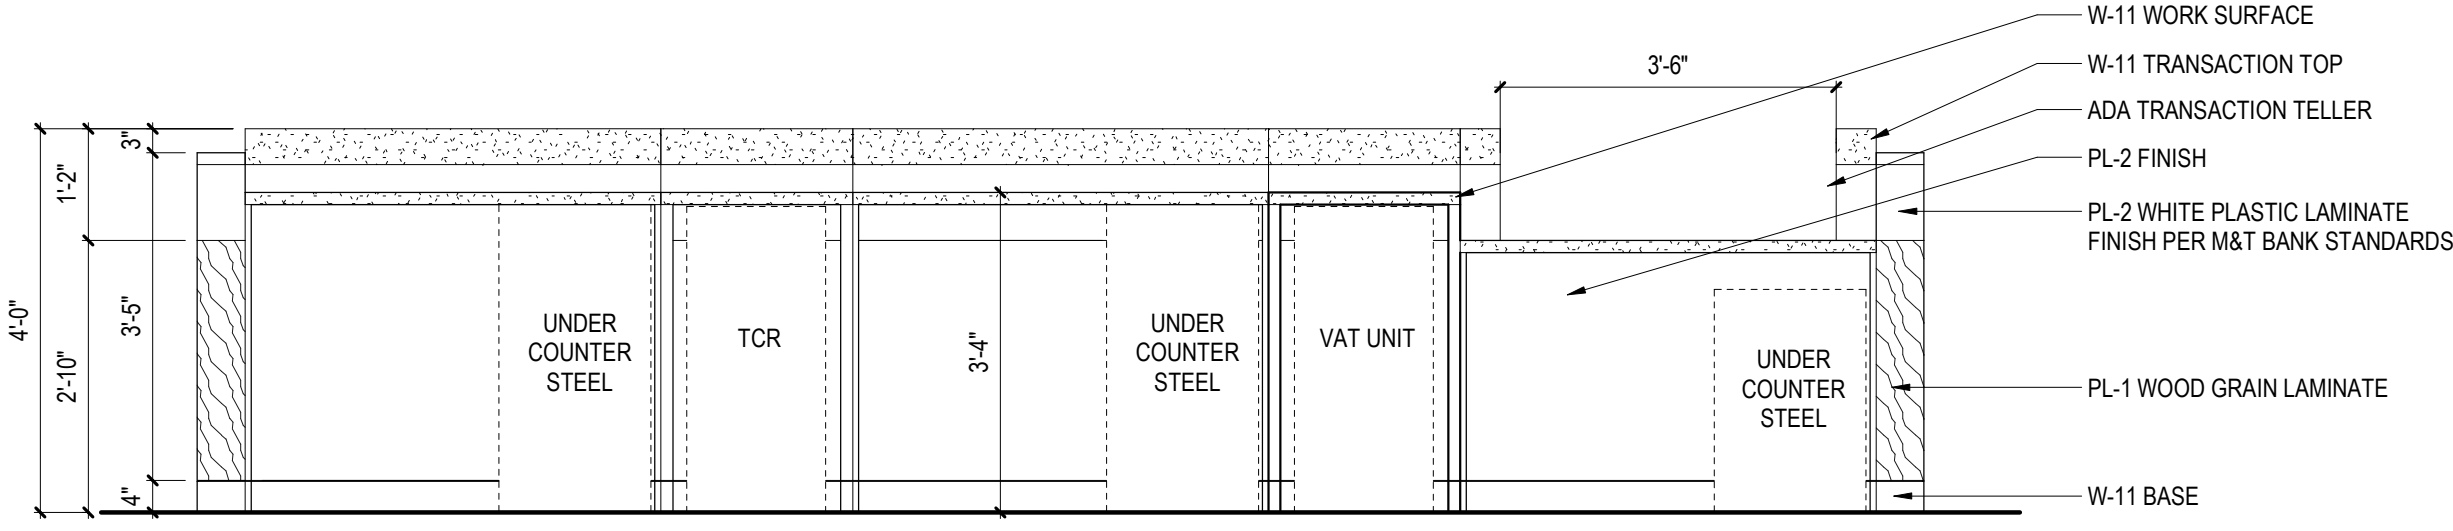 W-11 WORK SURFACE
3'-6"
W-11 TRANSACTION TOP
ADA TRANSACTION TELLER
PL-2 FINISH
PL-2 WHITE PLASTIC LAMINATE
FINISH PER M&T BANK STANDARDS
PL-1 WOOD GRAIN LAMINATE
W-11 BASE
4'-0"
1'-2"
2'-10"
3"
3'-5"
4"
UNDER
COUNTER
STEEL
TCR
3'-4"
UNDER
COUNTER
STEEL
VAT UNIT
UNDER
COUNTER
STEEL